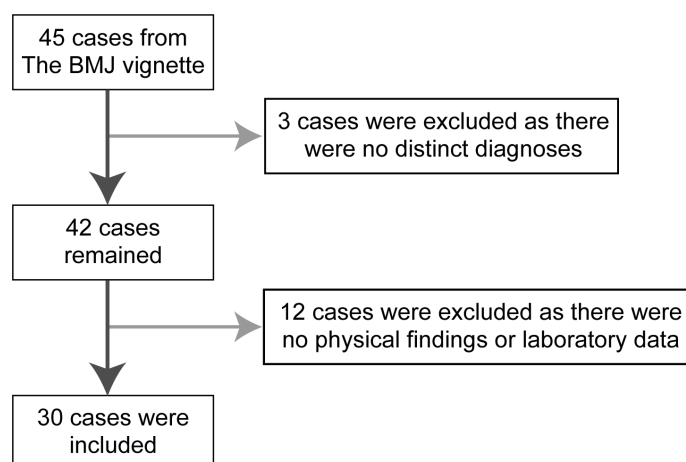 45 cases from
The BMJ vignette
3 cases were excluded as there
were no distinct diagnoses
42 cases
remained
12 cases were excluded as there were
no physical findings or laboratory data
30 cases were
included